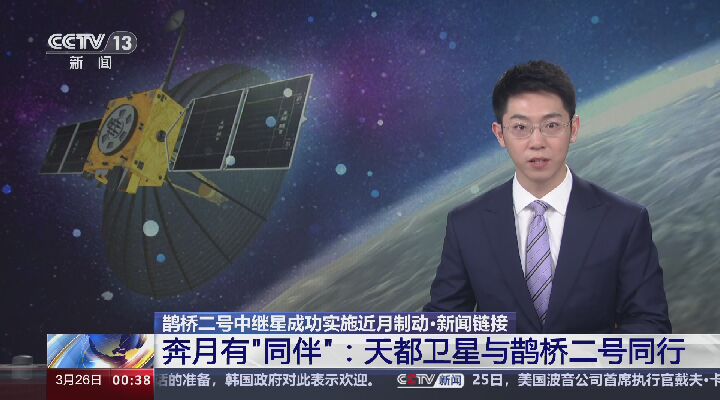 CCTV 13
新闻
鹊桥二号中继星成功实施近月制动·新闻链接
奔月有"同伴"：天都卫星与鹊桥二号同行
3月26日 00:38 活的准备，韩国政府对此表示欢迎。 CCTV 新闻 25日，美国波音公司首席执行官戴夫·卡